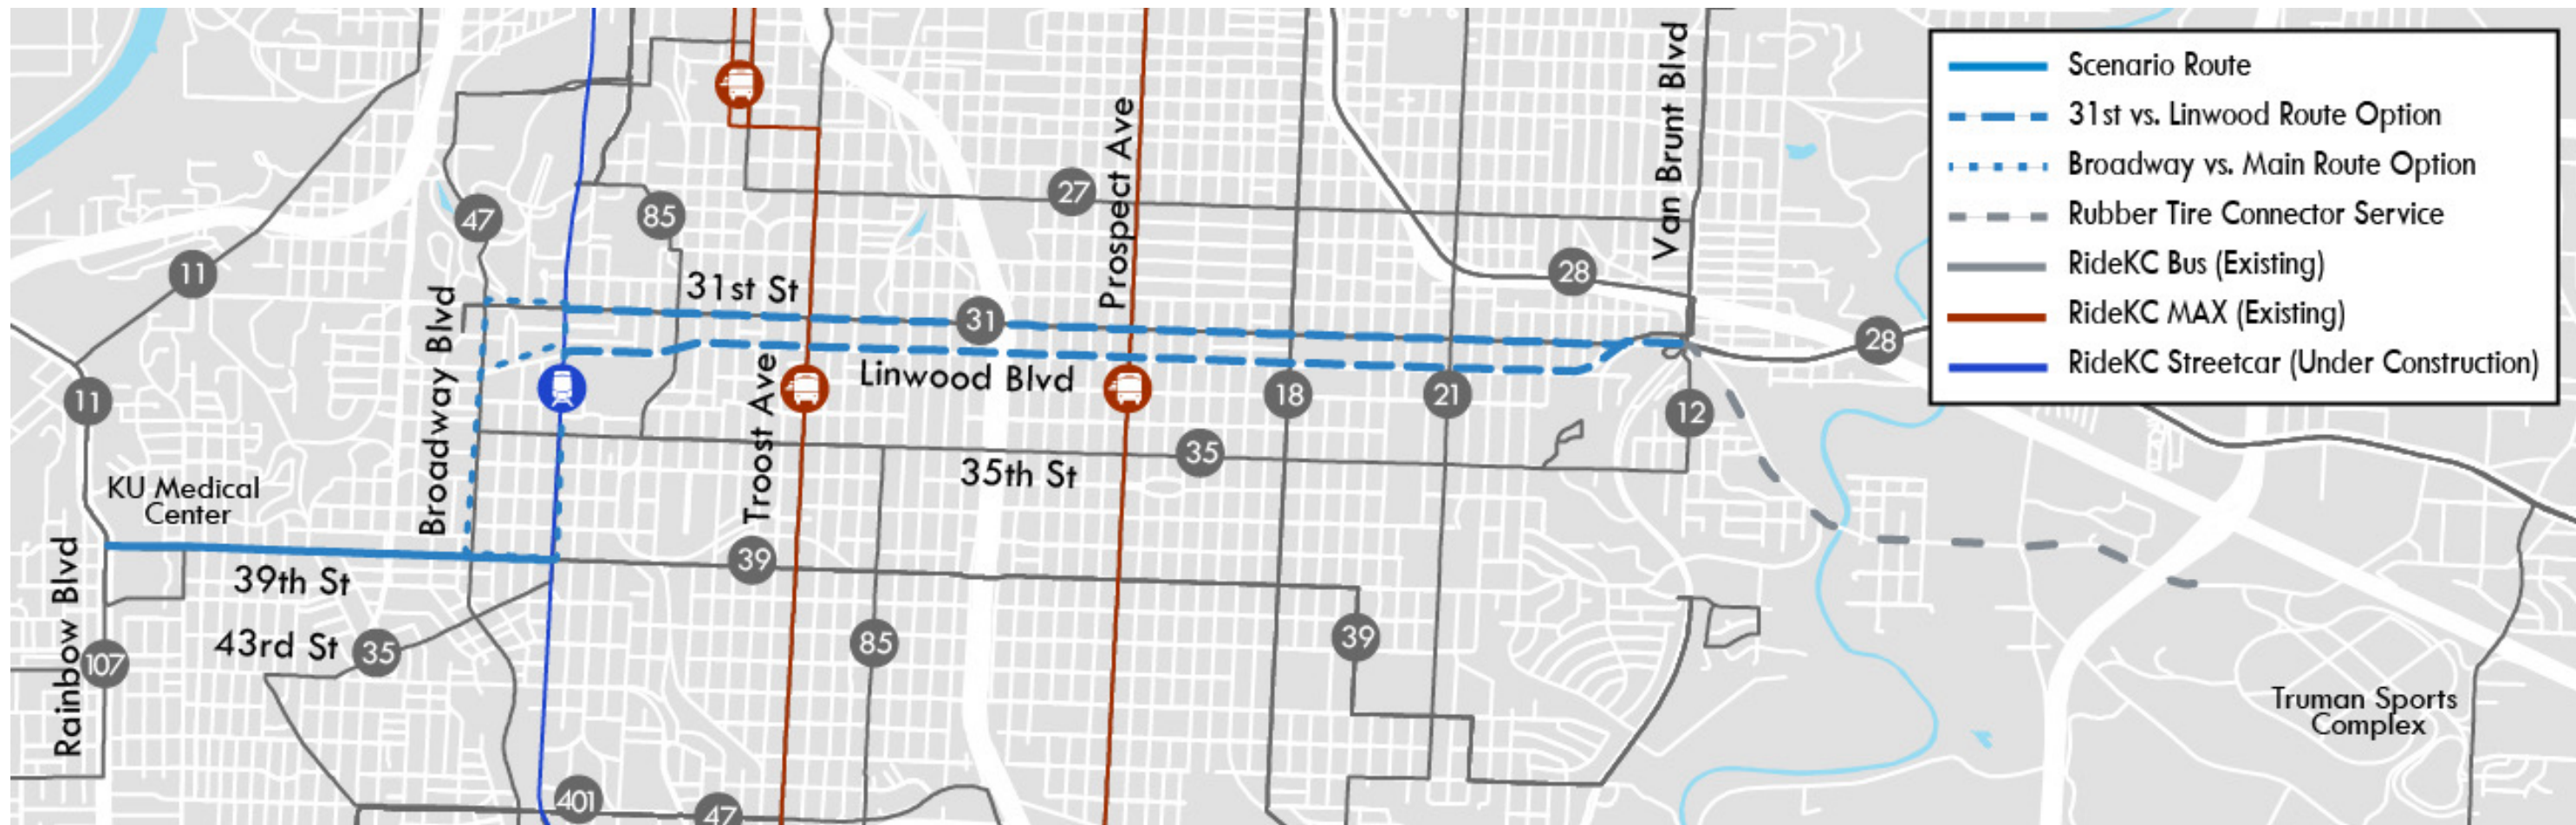 Scenario Route
31st vs. Linwood Route Option
Broadway vs. Main Route Option
Rubber Tire Connector Service
RideKC Bus (Existing)
RideKC MAX (Existing)
RideKC Streetcar (Under Construction)
Van Brunt Blvd
Prospect Ave
27
47
85
11
28
31st St
31
28
Broadway Blvd
Linwood Blvd
Troost Ave
11
18
21
12
35
35th St
KU Medical
Center
39
39th St
Rainbow Blvd
43rd St
35
107
85
39
Truman Sports
Complex
401
47